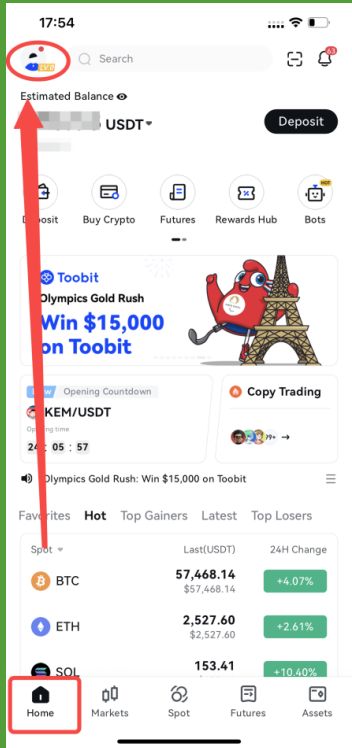 17:54
Search
63
Estimated Balance
USDT
Deposit
HOT
Deposit Buy Crypto Futures Rewards Hub Bots
Toobit
Olympics Gold Rush
Win $15,000
on Toobit
New Opening Countdown
KEM/USDT
Opening time
24 : 05 : 57
Copy Trading
79+
Olympics Gold Rush: Win $15,000 on Toobit
Favorites Hot Top Gainers Latest Top Losers
Spot Last(USDT) 24H Change
BTC 57,468.14 +4.07%
$57,468.14
ETH 2,527.60 +2.61%
$2,527.60
SOL 153.41 +10.40%
Home Markets Spot Futures Assets